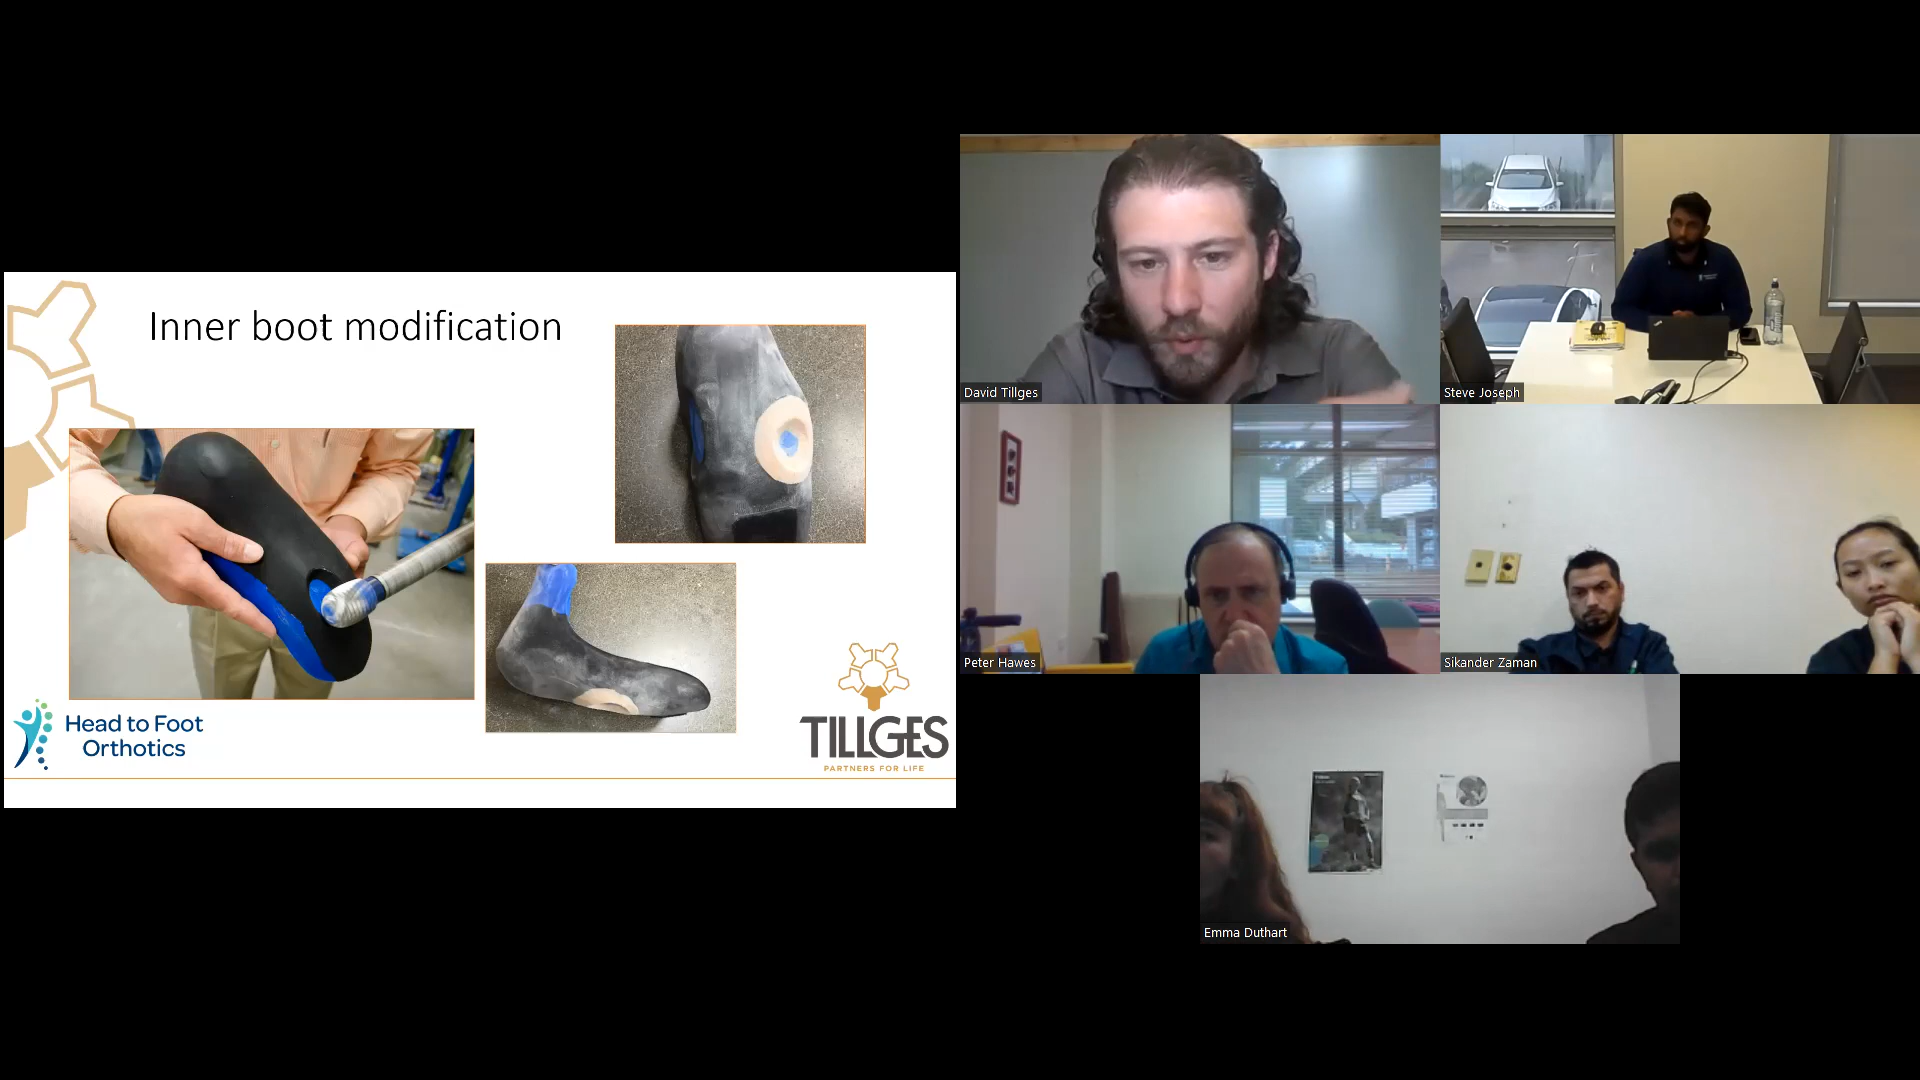 Inner boot modification
Head to Foot
Orthotics
TILLGES
PARTNERS FOR LIFE
David Tillges
Steve Joseph
Peter Hawes
Sikander Zaman
Emma Duthart